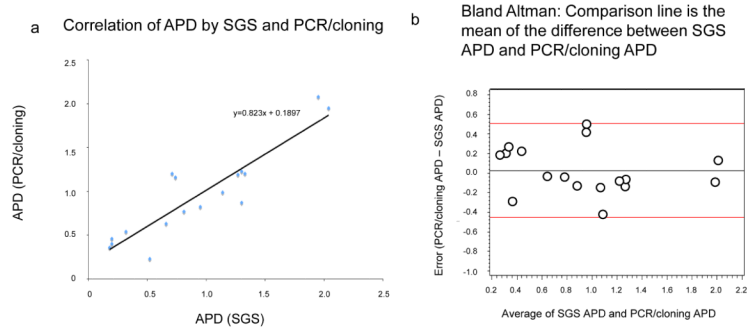 a
Correlation of APD by SGS and PCR/cloning
APD (PCR/cloning)
2.5
2.0
1.5
1.0
0.5
0
y=0.823x + 0.1897
0 0.5 1.0 1.5 2.0 2.5
APD (SGS)
b
Bland Altman: Comparison line is the
mean of the difference between SGS
APD and PCR/cloning APD
Error (PCR/cloning APD – SGS APD)
0.8
0.6
0.4
0.2
0.0
-0.2
-0.4
-0.6
-0.8
-1.0
0.2 0.4 0.6 0.8 1.0 1.2 1.4 1.6 1.8 2.0 2.2
Average of SGS APD and PCR/cloning APD